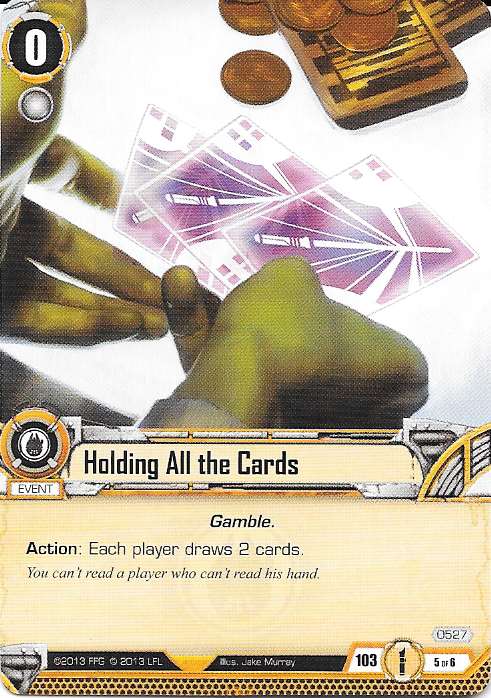 0
Holding All the Cards
EVENT
Gamble.
Action: Each player draws 2 cards.
You can't read a player who can't read his hand.
0527
©2013 FFG © 2013 LFL
Illus. Jake Murray
103
5 OF 6